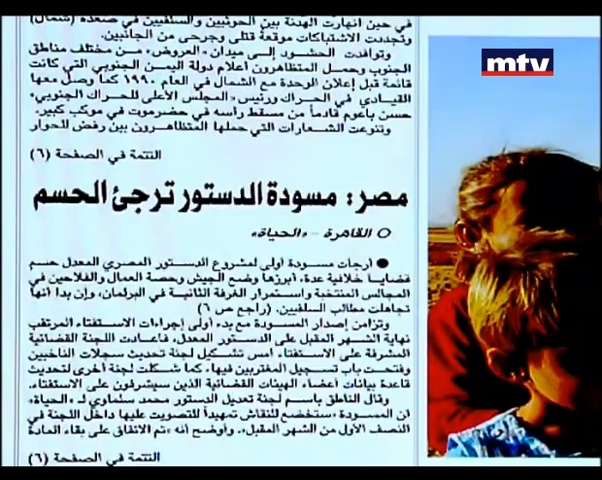 في حين انهارت الهدنة بين الحوثيين والسلفيين في صعدة (شمال)
وتجددت الاشتباكات موقعة قتلى وجرحى من الجانبين.
وتوافدت الحشود إلى ميدان «العروض» من مختلف مناطق
الجنوب وحمل المتظاهرون أعلام دولة اليمن الجنوبي التي كانت
قائمة قبل إعلان الوحدة مع الشمال في العام ١٩٩٠ كما وصل معها
القيادي في الحراك ورئيس «المجلس الأعلى للحراك الجنوبي»
حسن باعوم قادماً من مسقط رأسه في حضرموت في موكب كبير.
وتنوعت الشعارات التي حملها المتظاهرون بين رفض للحوار
التتمة في الصفحة (٦)
mtv
مصر: مسودة الدستور ترجئ الحسم
○ القاهرة - «الحياة»
● أرجأت مسودة أولى لمشروع الدستور المصري المعدل حسم
قضايا خلافية عدة، أبرزها وضع الجيش وحصة العمال والفلاحين في
المجالس المنتخبة واستمرار الغرفة الثانية في البرلمان، وإن بدا أنها
تجاهلت مطالب السلفيين. (راجع ص ٦)
وتزامن إصدار المسودة مع بدء أولى إجراءات الاستفتاء المرتقب
نهاية الشهر المقبل على الدستور المعدل، فأعادت اللجنة القضائية
المشرفة على الاستفتاء، أمس تشكيل لجنة تحديث سجلات الناخبين
وفتحت باب تسجيل المغتربين فيها، كما شكلت لجنة أخرى لتحديث
قاعدة بيانات أعضاء الهيئات القضائية الذين سيشرفون على الاستفتاء.
وقال الناطق باسم لجنة تعديل الدستور محمد سلماوي لـ «الحياة»
ان المسودة «ستخضع للنقاش تمهيداً للتصويت عليها داخل اللجنة في
النصف الأول من الشهر المقبل». وأوضح أنه «تم الاتفاق على بقاء المادة
التتمة في الصفحة (٦)